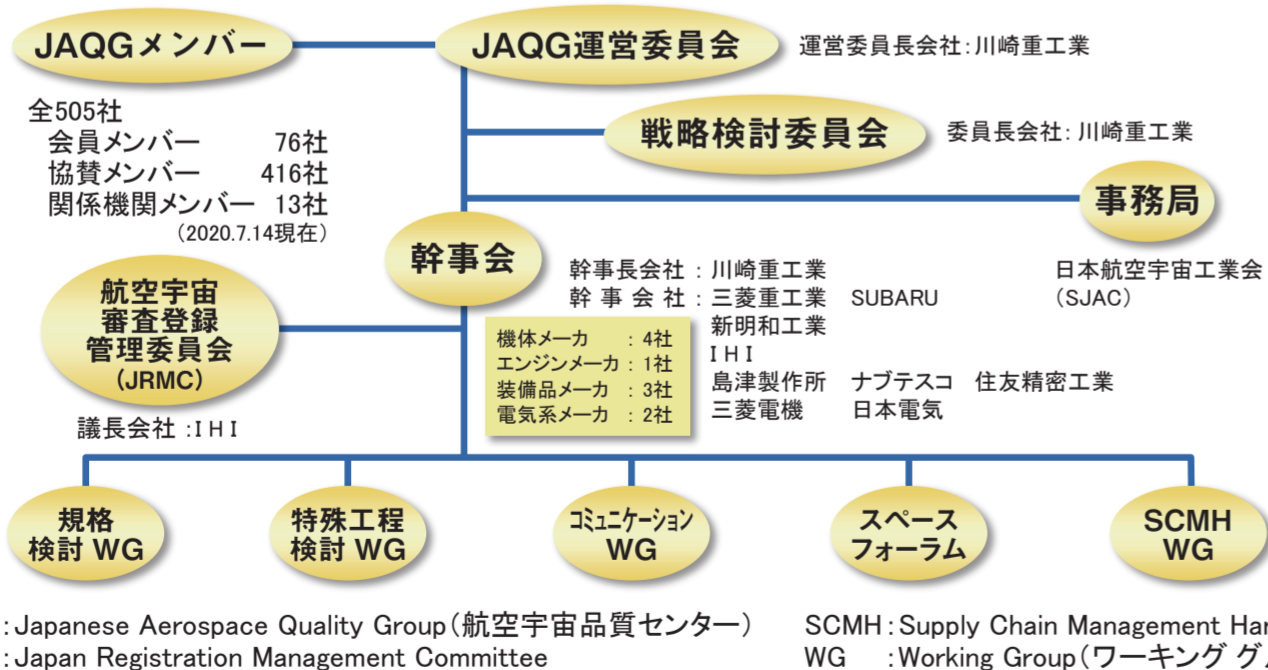 JAQGメンバー
JAQG運営委員会
運営委員長会社:川崎重工業
全505社
会員メンバー 76社
協賛メンバー 416社
関係機関メンバー 13社
(2020.7.14現在)
戦略検討委員会
委員長会社:川崎重工業
事務局
日本航空宇宙工業会
(SJAC)
幹事会
幹事長会社:川崎重工業
幹事会社:三菱重工業 SUBARU
新明和工業
IHI
島津製作所 ナブテスコ 住友精密工業
三菱電機 日本電気
機体メーカ :4社
エンジンメーカ:1社
装備品メーカ :3社
電気系メーカ :2社
航空宇宙
審査登録
管理委員会
(JRMC)
議長会社:IHI
規格
検討 WG
特殊工程
検討 WG
コミュニケーション
WG
スペース
フォーラム
SCMH
WG
:Japanese Aerospace Quality Group(航空宇宙品質センター)
SCMH:Supply Chain Management
:Japan Registration Management Committee
WG :Working Group(ワーキング